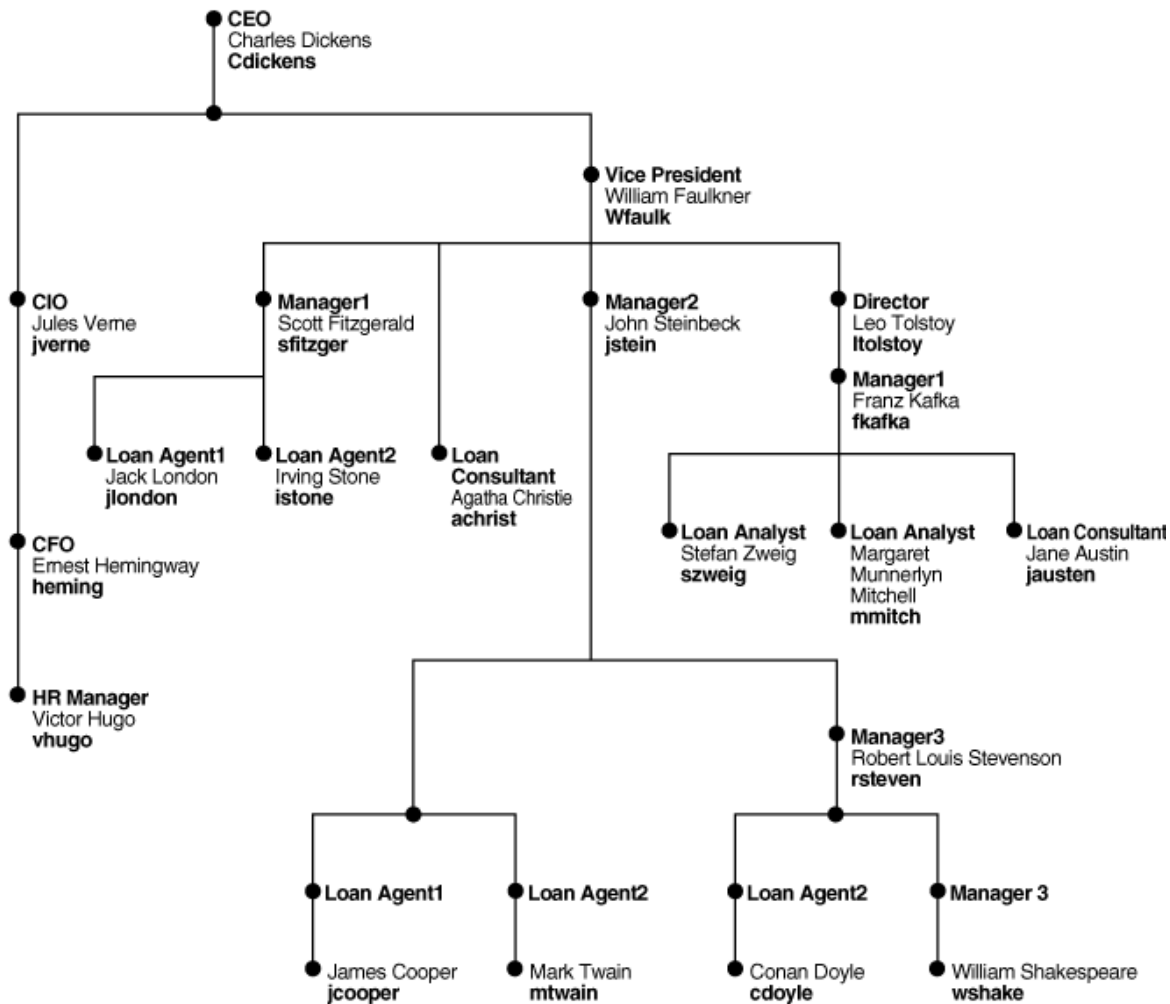 CEO
Charles Dickens
Cdickens
Vice President
William Faulkner
Wfaulk
CIO
Jules Verne
jverne
Manager1
Scott Fitzgerald
sfitzger
Manager2
John Steinbeck
jstein
Director
Leo Tolstoy
ltolstoy
Manager1
Franz Kafka
fkafka
Loan Agent1
Jack London
jlondon
Loan Agent2
Irving Stone
istone
Loan
Consultant
Agatha Christie
achrist
CFO
Ernest Hemingway
heming
Loan Analyst
Stefan Zweig
szweig
Loan Analyst
Margaret
Munnerlyn
Mitchell
mmitch
Loan Consultant
Jane Austin
jausten
HR Manager
Victor Hugo
vhugo
Manager3
Robert Louis Stevenson
rsteven
Loan Agent1
Loan Agent2
Loan Agent2
Manager 3
James Cooper
jcooper
Mark Twain
mtwain
Conan Doyle
cdoyle
William Shakespeare
wshake